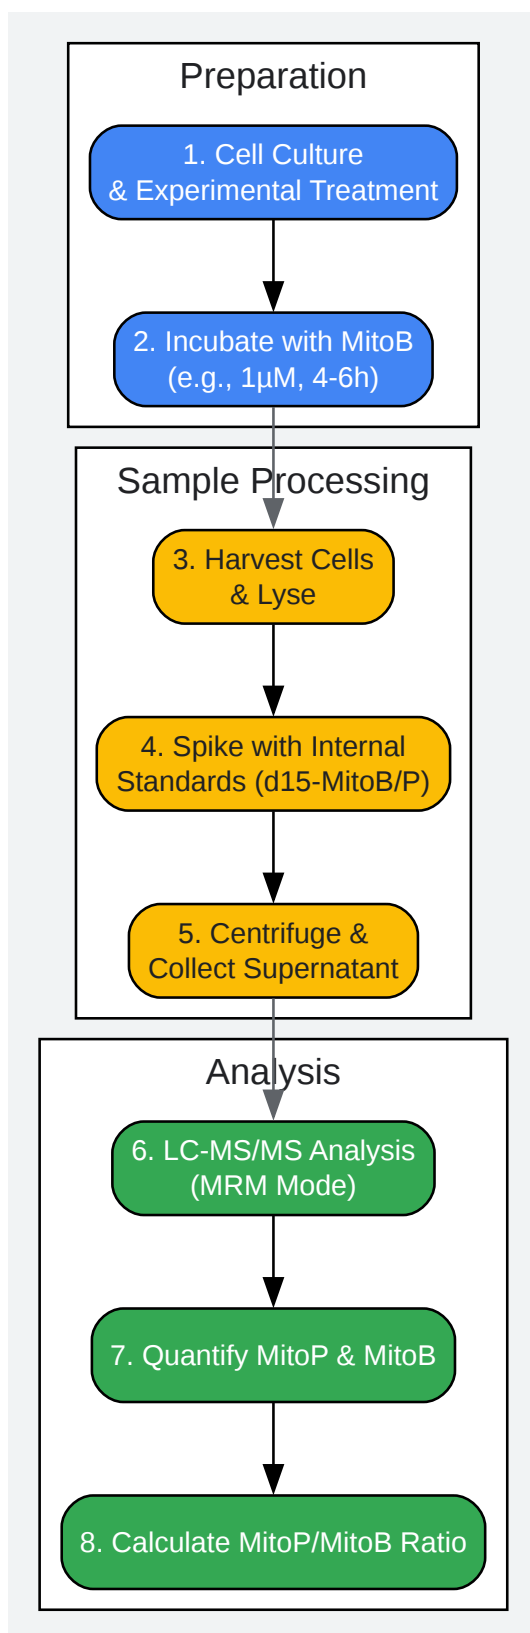 Preparation
1. Cell Culture
& Experimental Treatment
2. Incubate with MitoB
(e.g., 1µM, 4-6h)
Sample Processing
3. Harvest Cells
& Lyse
4. Spike with Internal
Standards (d15-MitoB/P)
5. Centrifuge &
Collect Supernatant
Analysis
6. LC-MS/MS Analysis
(MRM Mode)
7. Quantify MitoP & MitoB
8. Calculate MitoP/MitoB Ratio